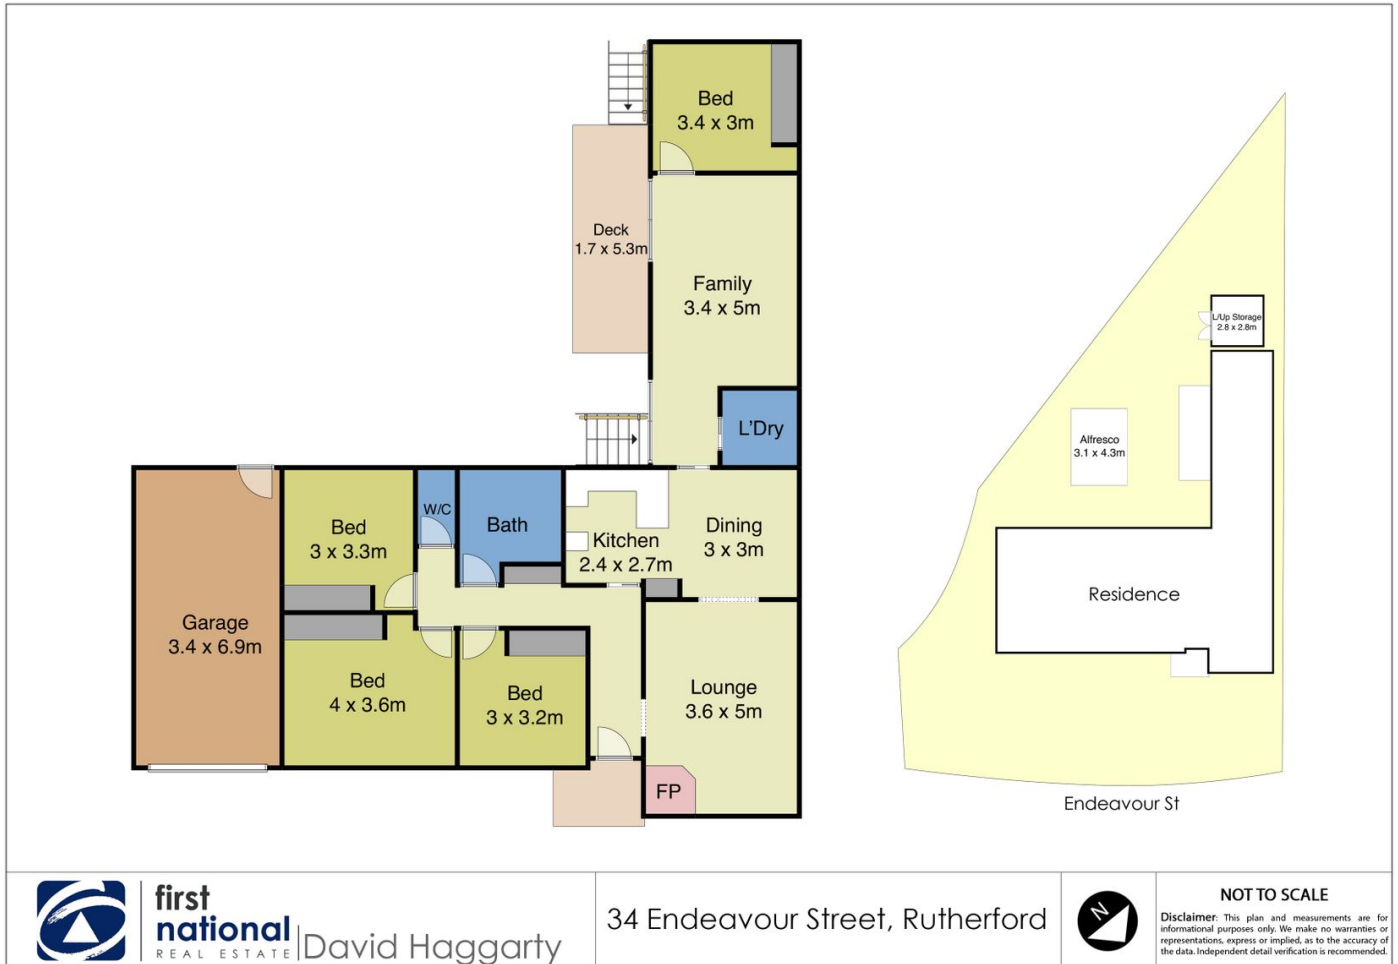 Bed
3.4 x 3m
Deck
1.7 x 5.3m
Family
3.4 x 5m
L'Dry
W/C
Bath
Bed
3 x 3.3m
Kitchen
2.4 x 2.7m
Dining
3 x 3m
Garage
3.4 x 6.9m
Bed
4 x 3.6m
Bed
3 x 3.2m
Lounge
3.6 x 5m
FP
L/Up Storage
2.8 x 2.8m
Alfresco
3.1 x 4.3m
Residence
Endeavour St
first
national
REAL ESTATE
David Haggarty
34 Endeavour Street, Rutherford
N
NOT TO SCALE
Disclaimer: This plan and measurements are for
informational purposes only. We make no warranties or
representations, express or implied, as to the accuracy of
the data. Independent detail verification is recommended.